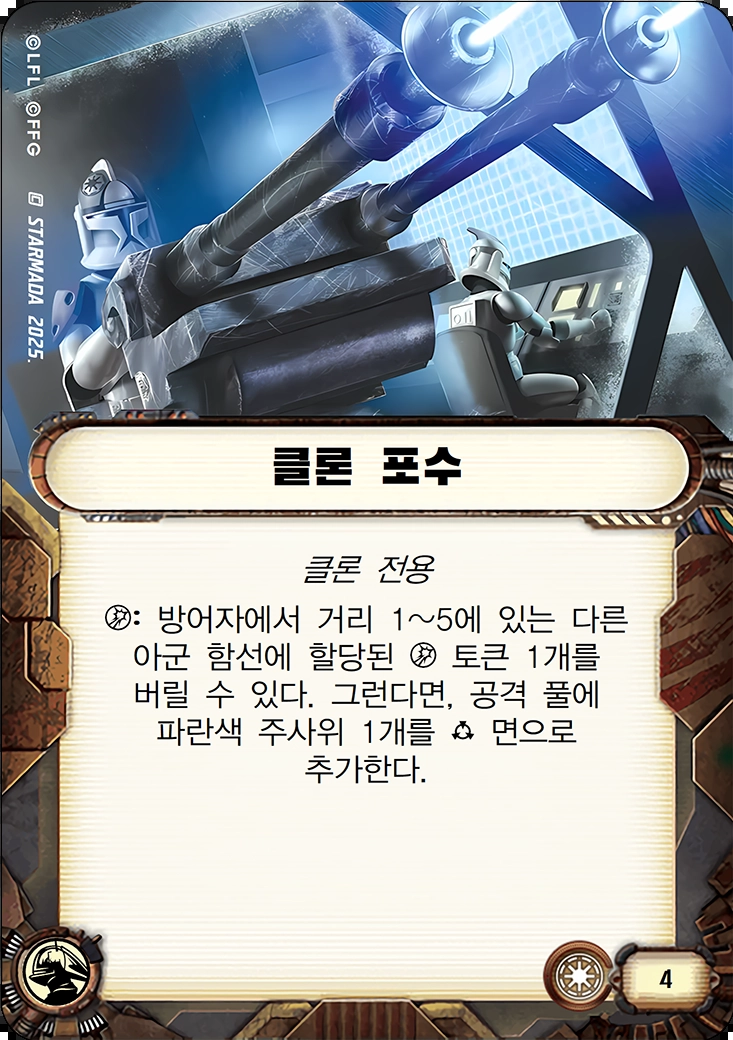 ©LFL ©FFG © STARMADA 2025.
클론 포수
클론 전용
: 방어자에서 거리 1~5에 있는 다른
아군 함선에 할당된 토큰 1개를
버릴 수 있다. 그런다면, 공격 풀에
파란색 주사위 1개를 면으로
추가한다.
4